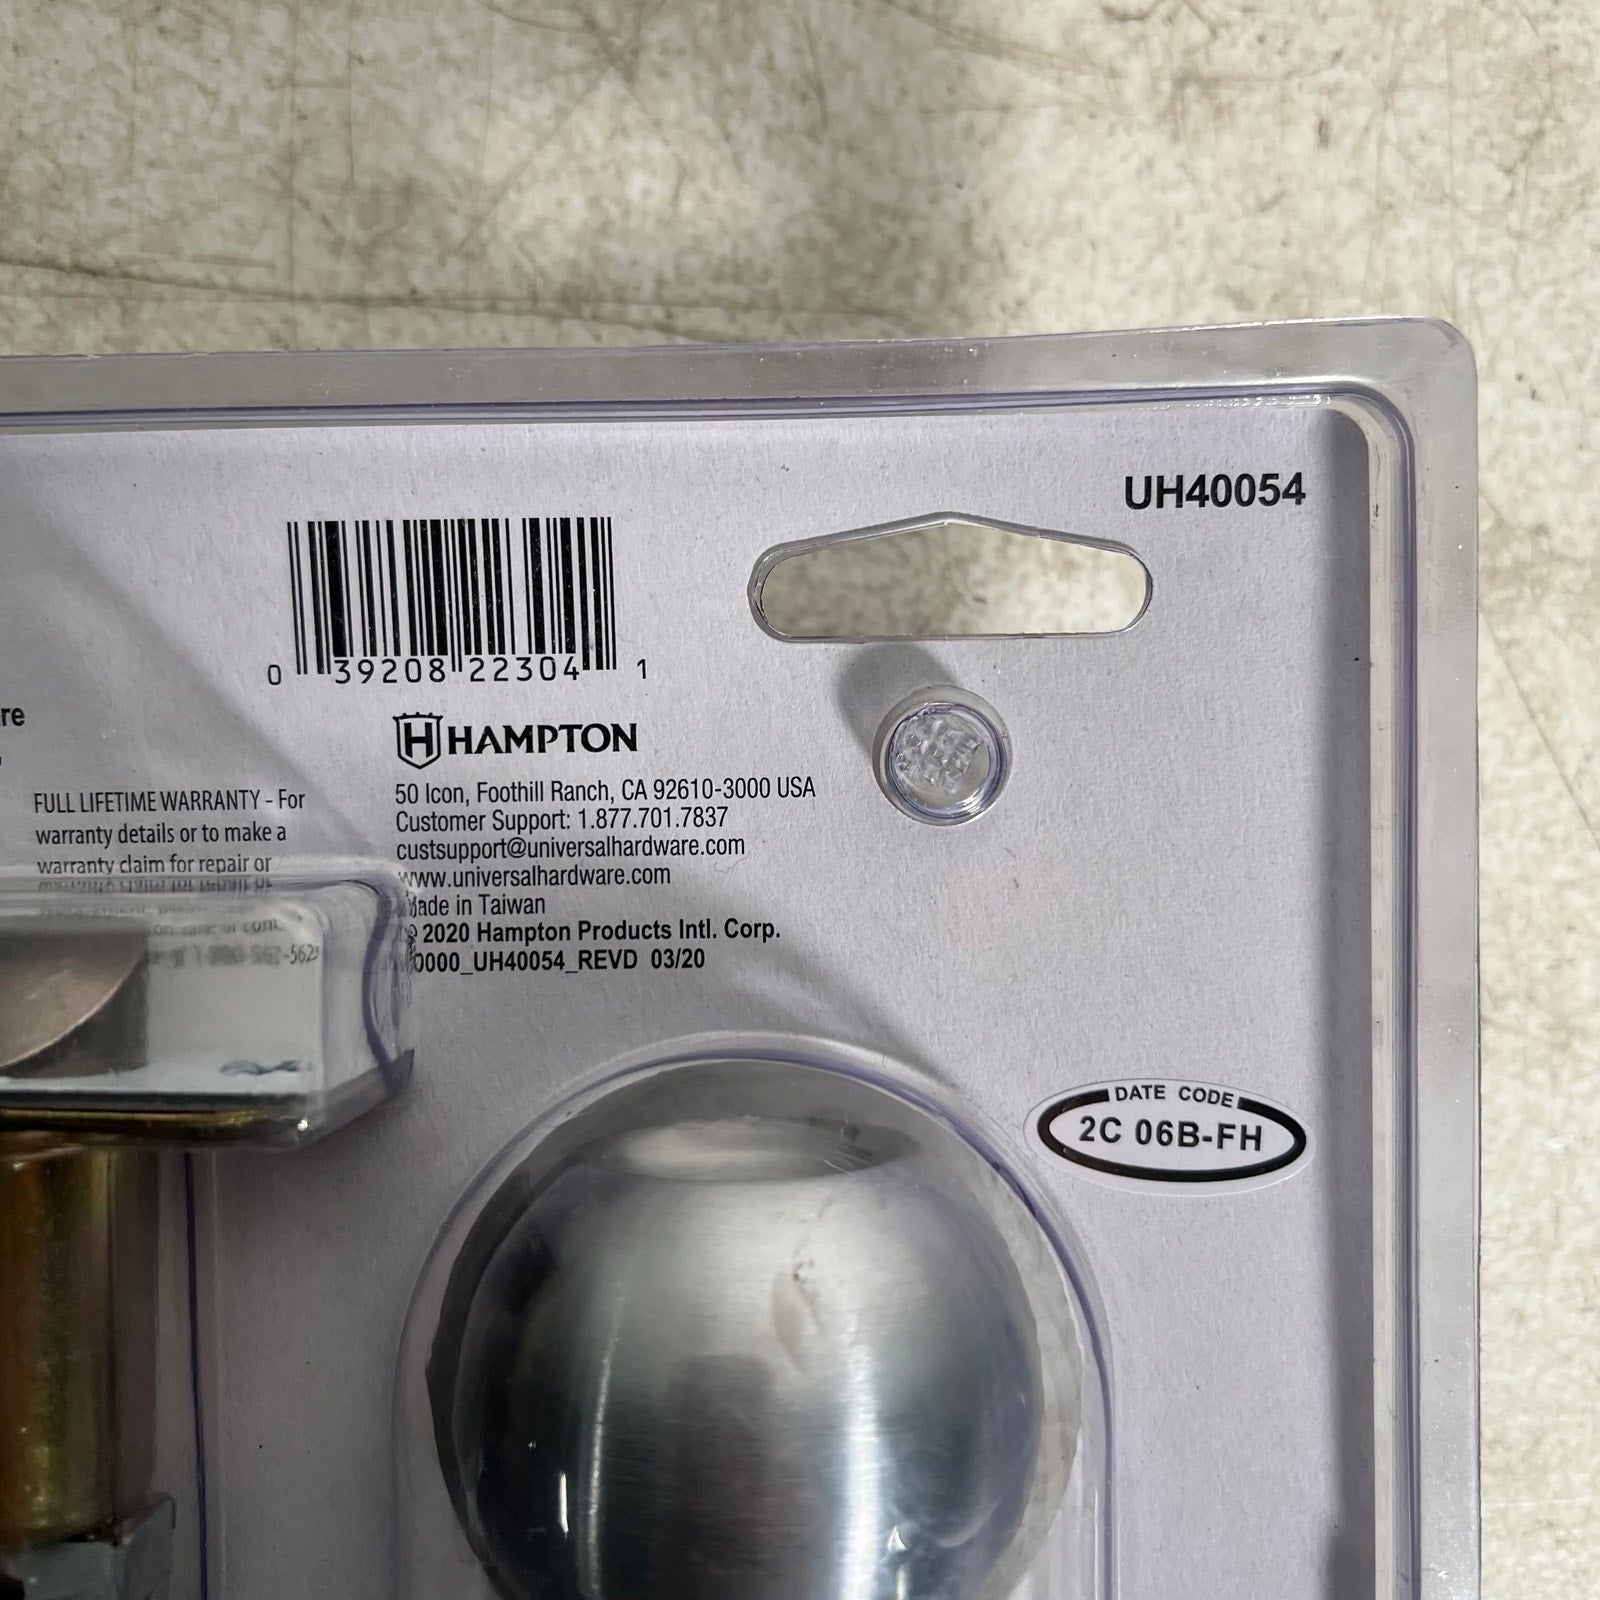 UH40054
0 39208 22304 1
HAMPTON
50 Icon, Foothill Ranch, CA 92610-3000 USA
Customer Support: 1.877.701.7837
custsupport@universalhardware.com
www.universalhardware.com
Made in Taiwan
© 2020 Hampton Products Intl. Corp.
0000_UH40054_REVD 03/20
re
FULL LIFETIME WARRANTY - For
warranty details or to make a
warranty claim for repair or
DATE CODE
2C 06B-FH